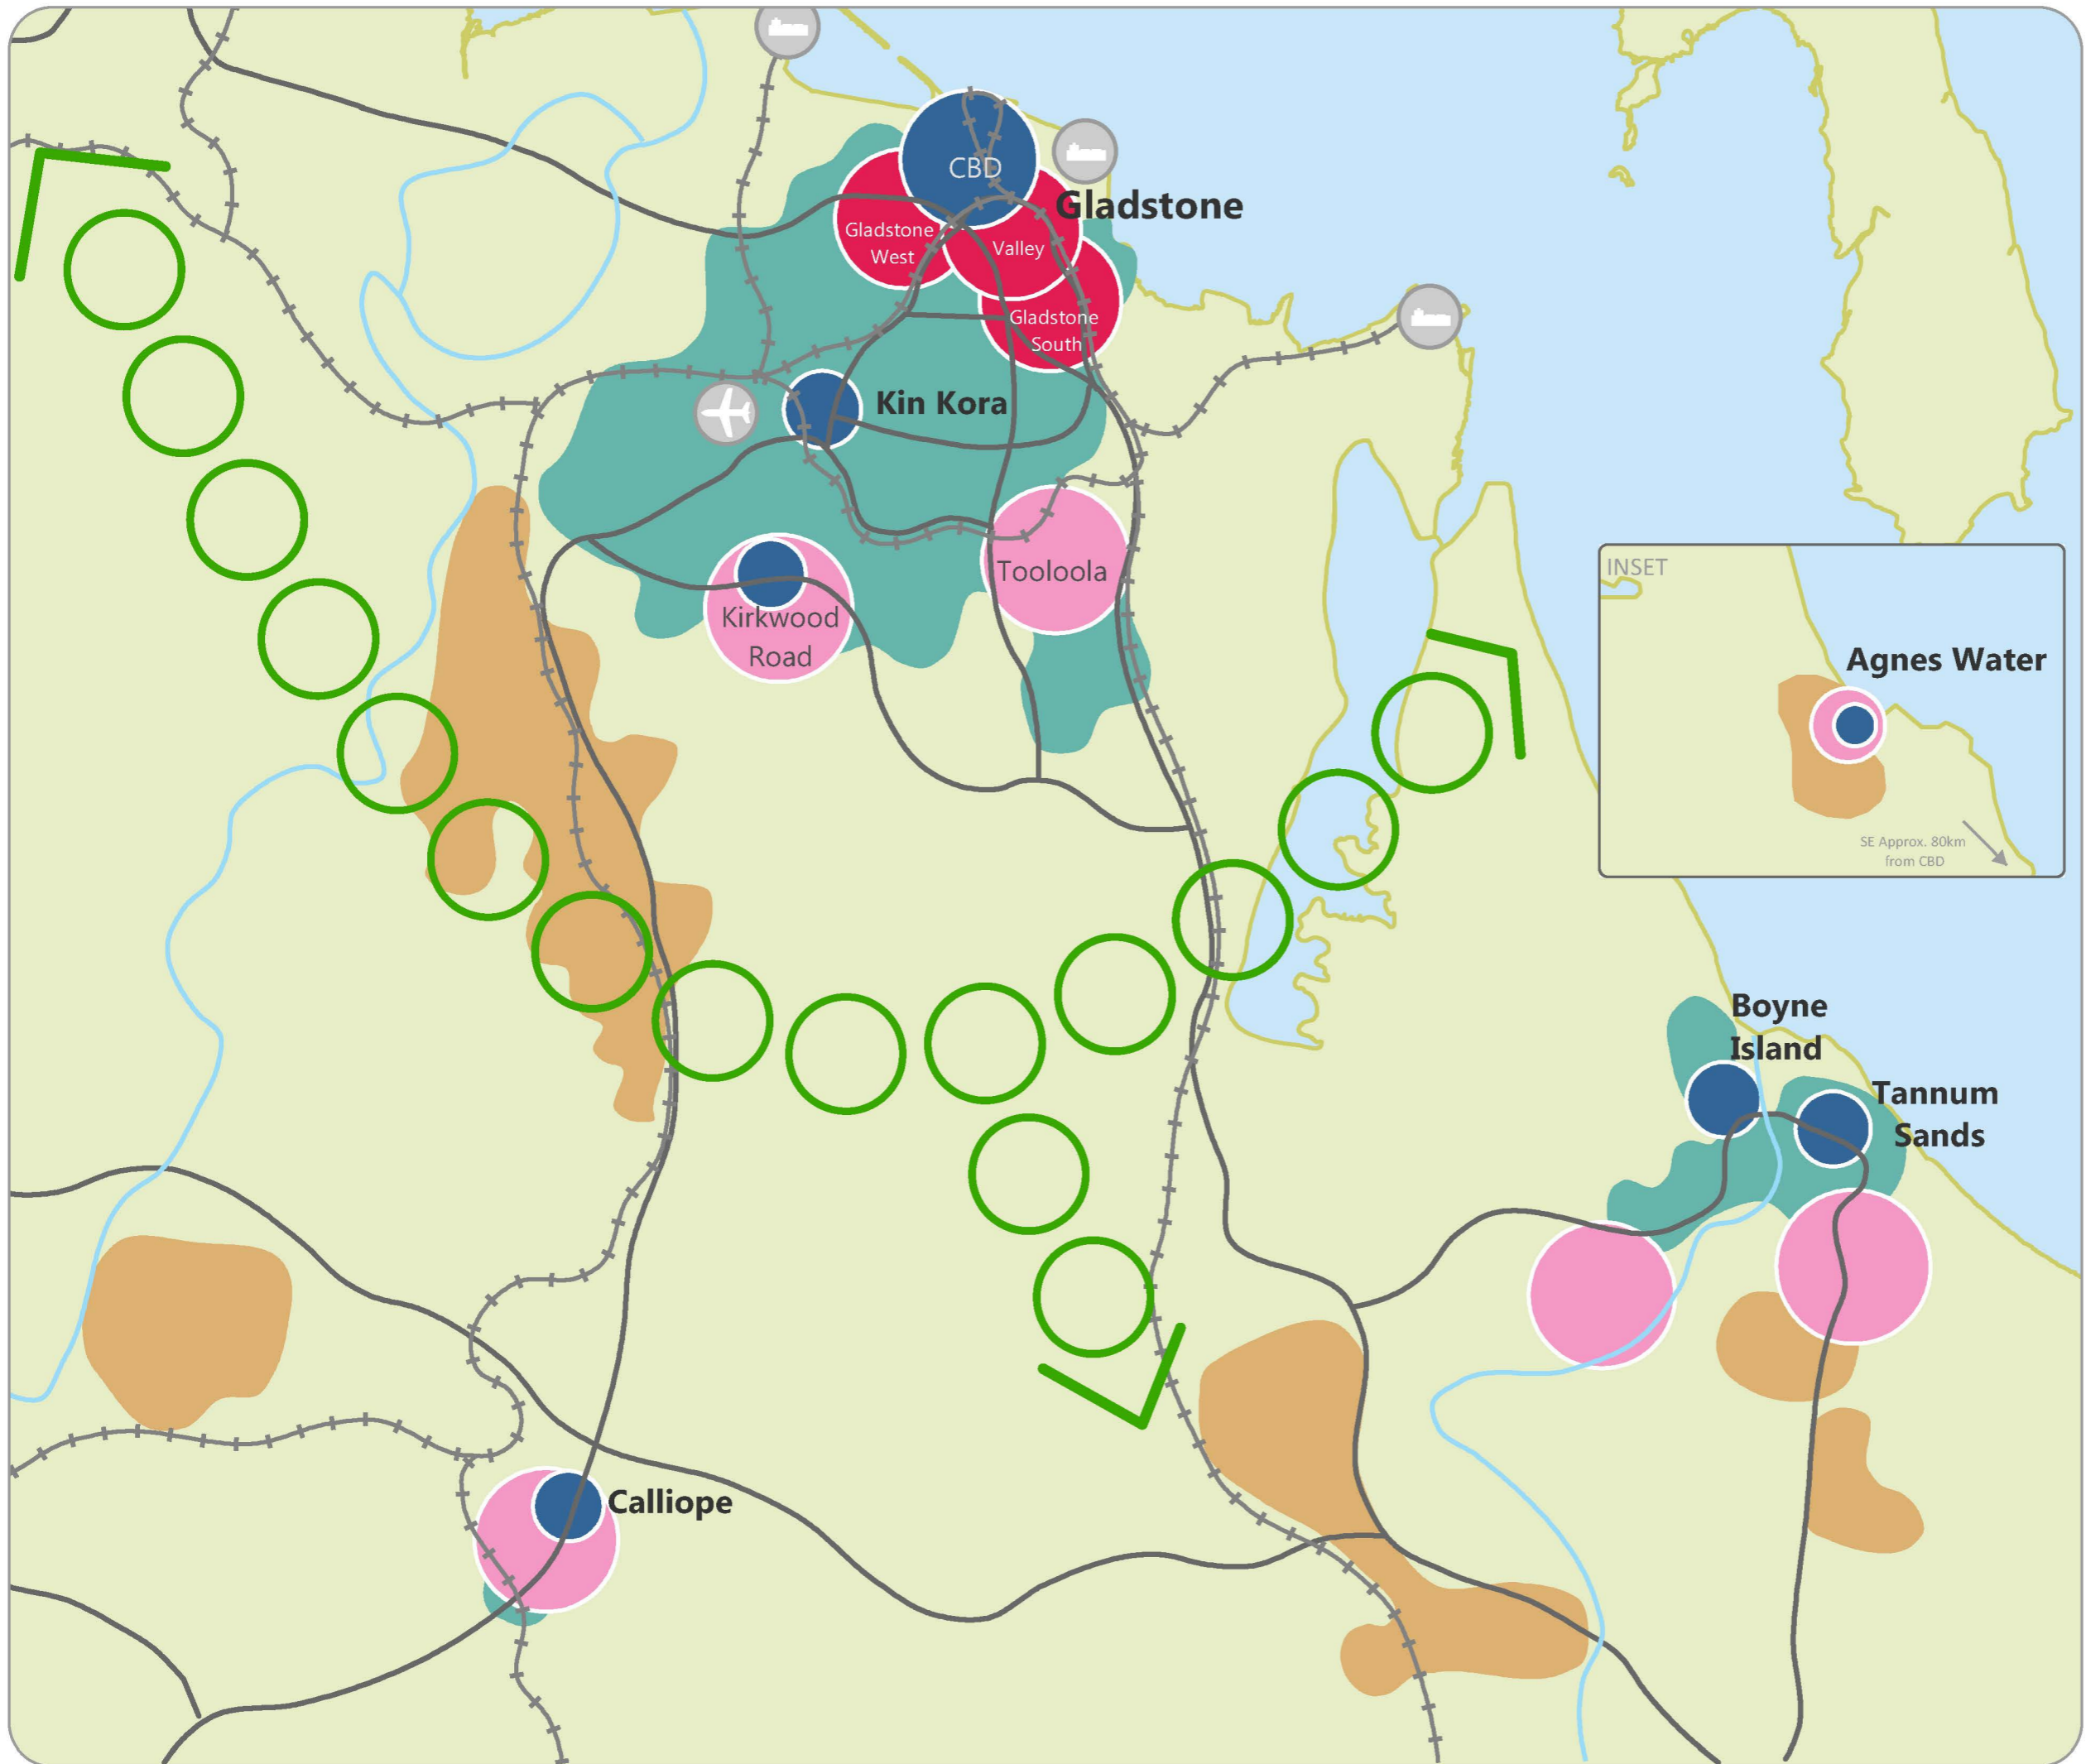 CBD
Gladstone
Gladstone
West
Valley
Gladstone
South
Kin Kora
Tooloola
Kirkwood
Road
INSET
Agnes Water
SE Approx. 80km
from CBD
Boyne
Island
Tannum
Sands
Calliope